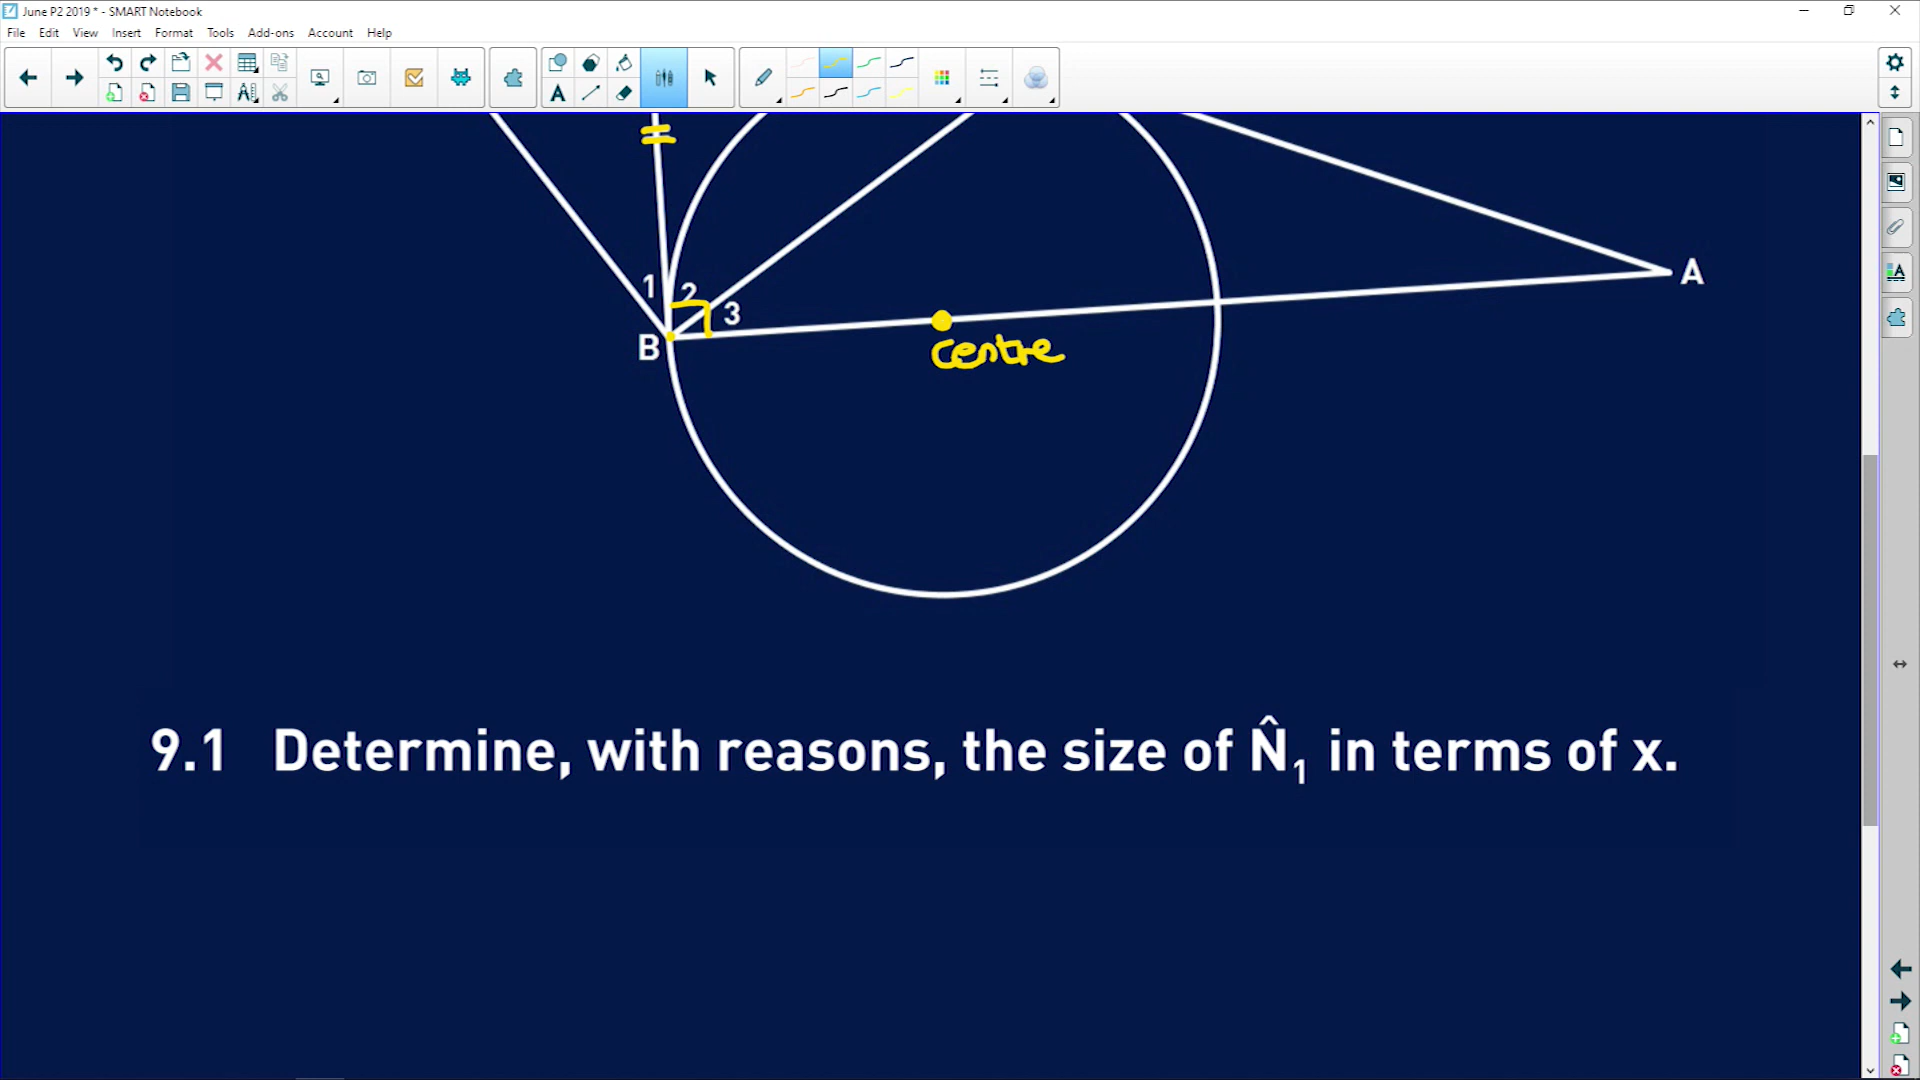 June P2 2019 * - SMART Notebook
File Edit View Insert Format Tools Add-ons Account Help
A
A
1
2
3
A
B
centre
9.1 Determine, with reasons, the size of N̂₁ in terms of x.